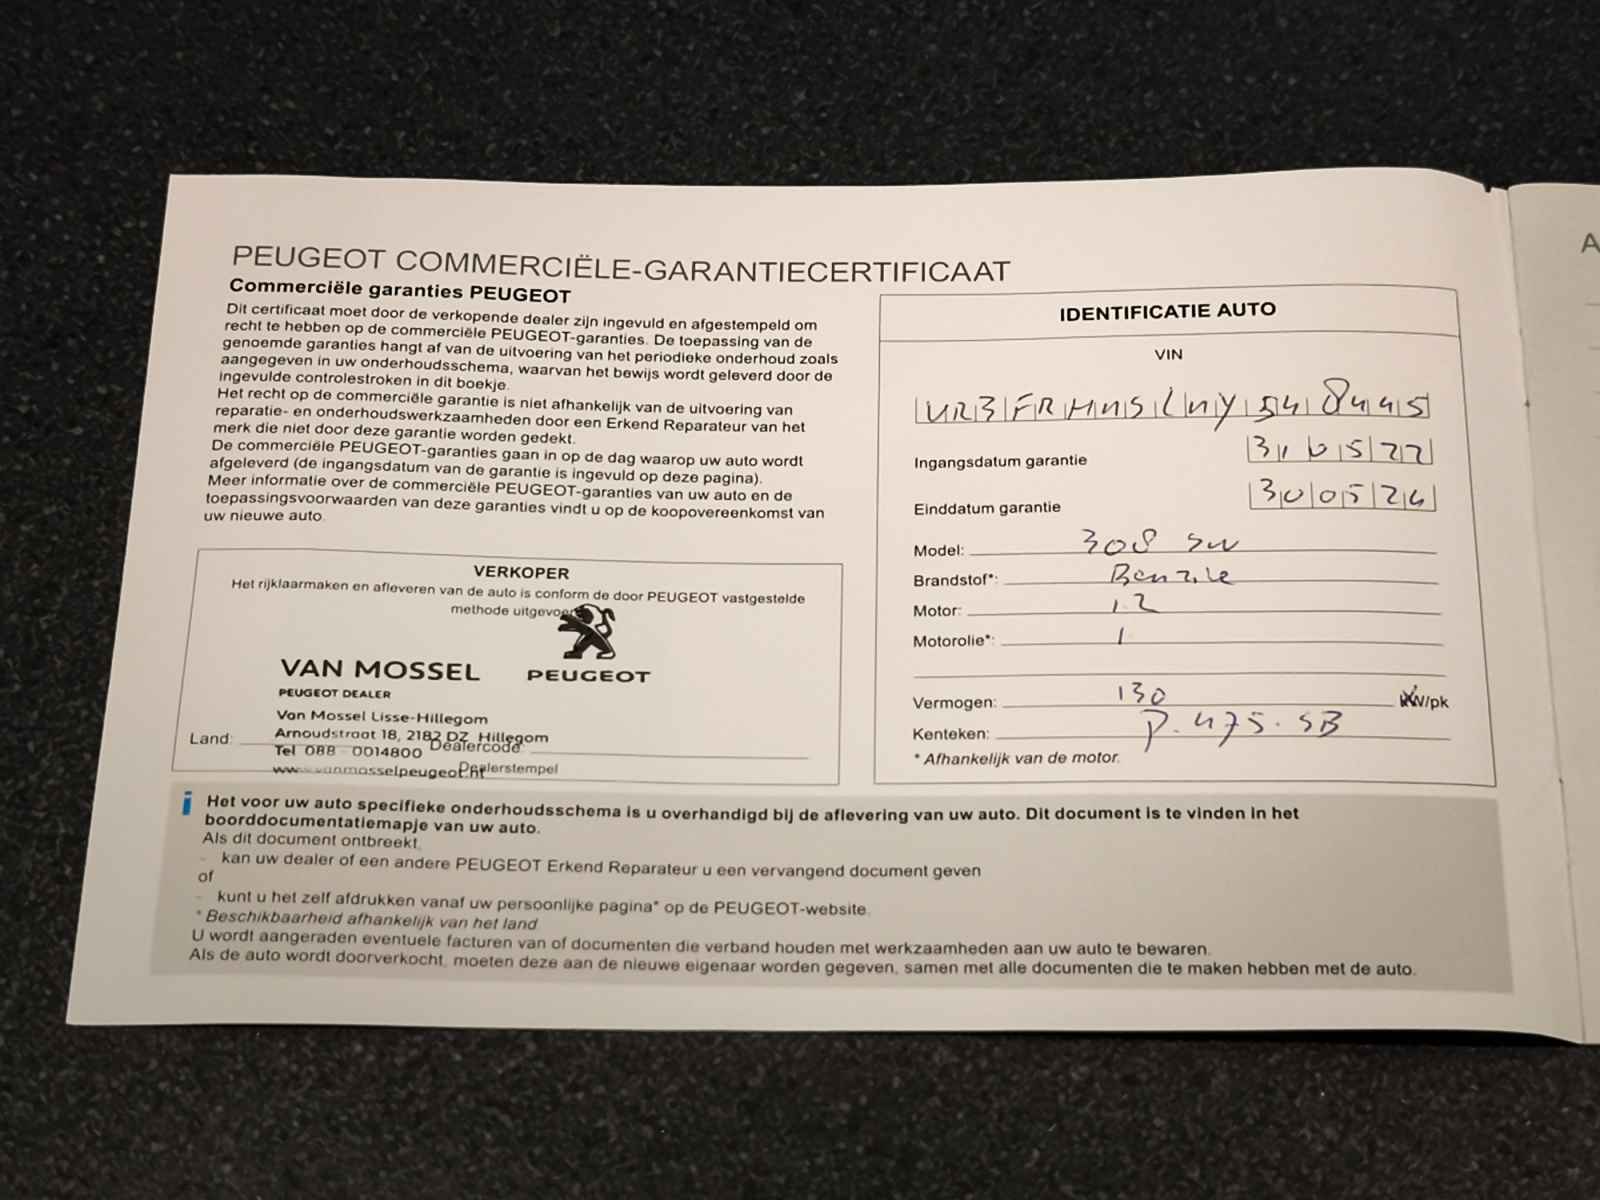 PEUGEOT COMMERCIËLE-GARANTIECERTIFICAAT
Commerciële garanties PEUGEOT
Dit certificaat moet door de verkopende dealer zijn ingevuld en afgestempeld om
recht te hebben op de commerciële PEUGEOT-garanties. De toepassing van de
genoemde garanties hangt af van de uitvoering van het periodieke onderhoud zoals
aangegeven in uw onderhoudsschema, waarvan het bewijs wordt geleverd door de
ingevulde controlestroken in dit boekje.
Het recht op de commerciële garantie is niet afhankelijk van de uitvoering van
reparatie- en onderhoudswerkzaamheden door een Erkend Reparateur van het
merk die niet door deze garantie worden gedekt.
De commerciële PEUGEOT-garanties gaan in op de dag waarop uw auto wordt
afgeleverd (de ingangsdatum van de garantie is ingevuld op deze pagina).
Meer informatie over de commerciële PEUGEOT-garanties van uw auto en de
toepassingsvoorwaarden van deze garanties vindt u op de koopovereenkomst van
uw nieuwe auto.
VERKOPER
Het rijklaarmaken en afleveren van de auto is conform de door PEUGEOT vastgestelde
methode uitgevoer
VAN MOSSEL PEUGEOT
PEUGEOT DEALER
Van Mossel Lisse-Hillegom
Arnoudstraat 18, 2182 DZ Hillegom
Land: Dealercode:
Tel 088 - 0014800
www.vanmosselpeugeot.nl
Dealerstempel
IDENTIFICATIE AUTO
VIN
Ingangsdatum garantie 31 05 22
Einddatum garantie 30 05 24
Model: 308 SW
Brandstof*: Benzine
Motor: 1.2
Motorolie*: /
Vermogen: 130 kW/pk
Kenteken: P.475.SB
* Afhankelijk van de motor.
i Het voor uw auto specifieke onderhoudsschema is u overhandigd bij de aflevering van uw auto. Dit document is te vinden in het
boorddocumentatiemapje van uw auto.
Als dit document ontbreekt,
- kan uw dealer of een andere PEUGEOT Erkend Reparateur u een vervangend document geven
of
- kunt u het zelf afdrukken vanaf uw persoonlijke pagina* op de PEUGEOT-website.
* Beschikbaarheid afhankelijk van het land
U wordt aangeraden eventuele facturen van of documenten die verband houden met werkzaamheden aan uw auto te bewaren.
Als de auto wordt doorverkocht, moeten deze aan de nieuwe eigenaar worden gegeven, samen met alle documenten die te maken hebben met de auto.
A